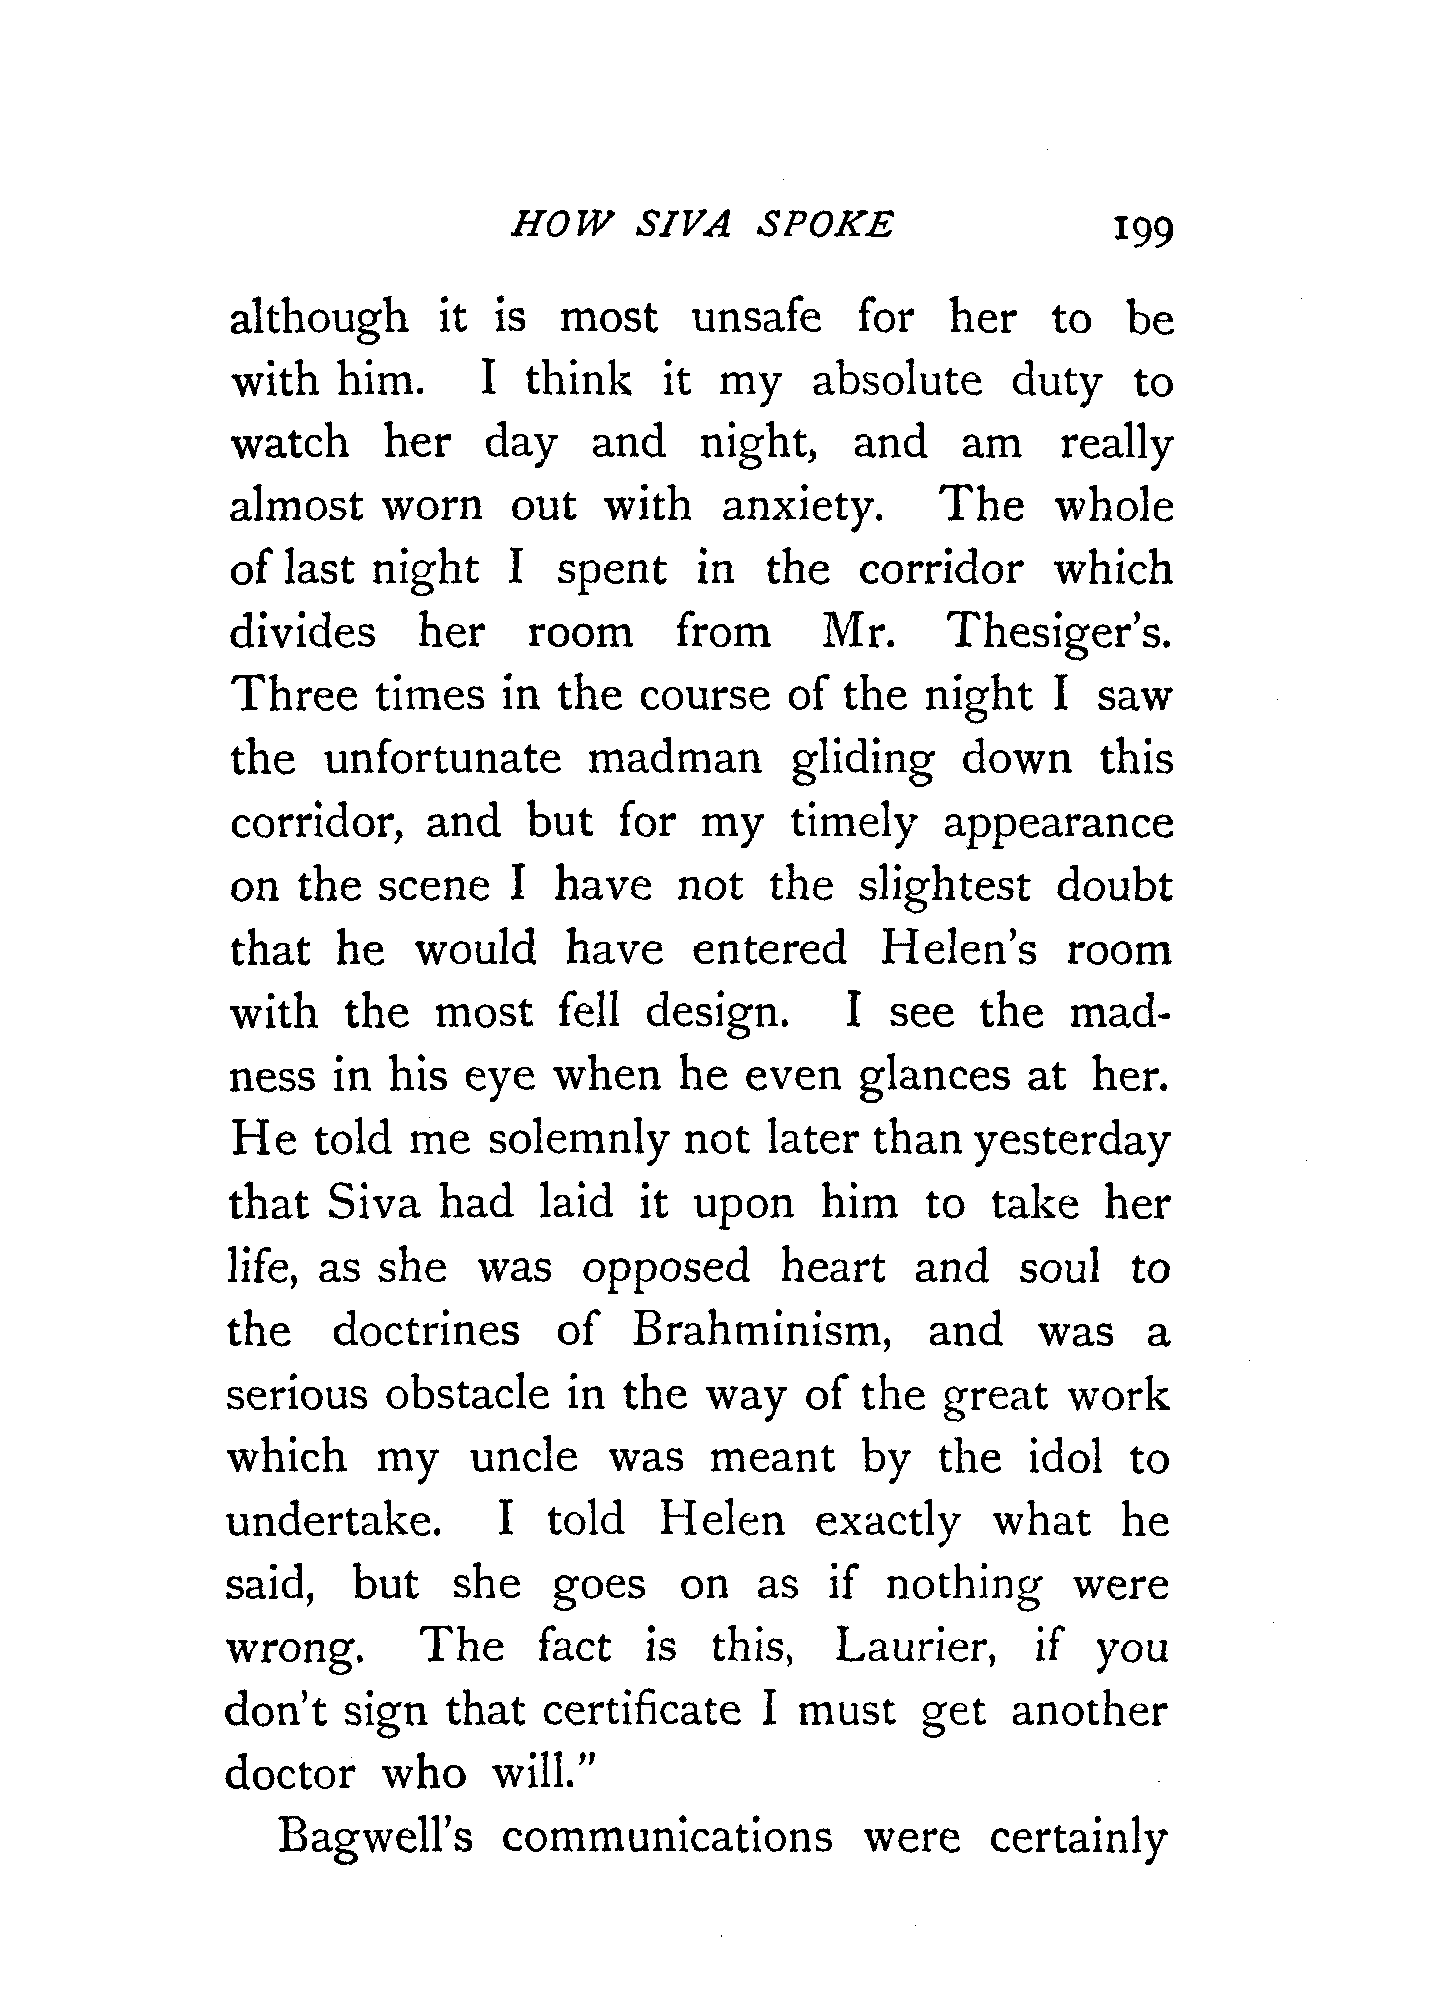 HOW SIVA SPOKE 199
although it is most unsafe for her to be
with him. I think it my absolute duty to
watch her day and night, and am really
almost worn out with anxiety. The whole
of last night I spent in the corridor which
divides her room from Mr. Thesiger's.
Three times in the course of the night I saw
the unfortunate madman gliding down this
corridor, and but for my timely appearance
on the scene I have not the slightest doubt
that he would have entered Helen's room
with the most fell design. I see the mad-
ness in his eye when he even glances at her.
He told me solemnly not later than yesterday
that Siva had laid it upon him to take her
life, as she was opposed heart and soul to
the doctrines of Brahminism, and was a
serious obstacle in the way of the great work
which my uncle was meant by the idol to
undertake. I told Helen exactly what he
said, but she goes on as if nothing were
wrong. The fact is this, Laurier, if you
don't sign that certificate I must get another
doctor who will."
Bagwell's communications were certainly